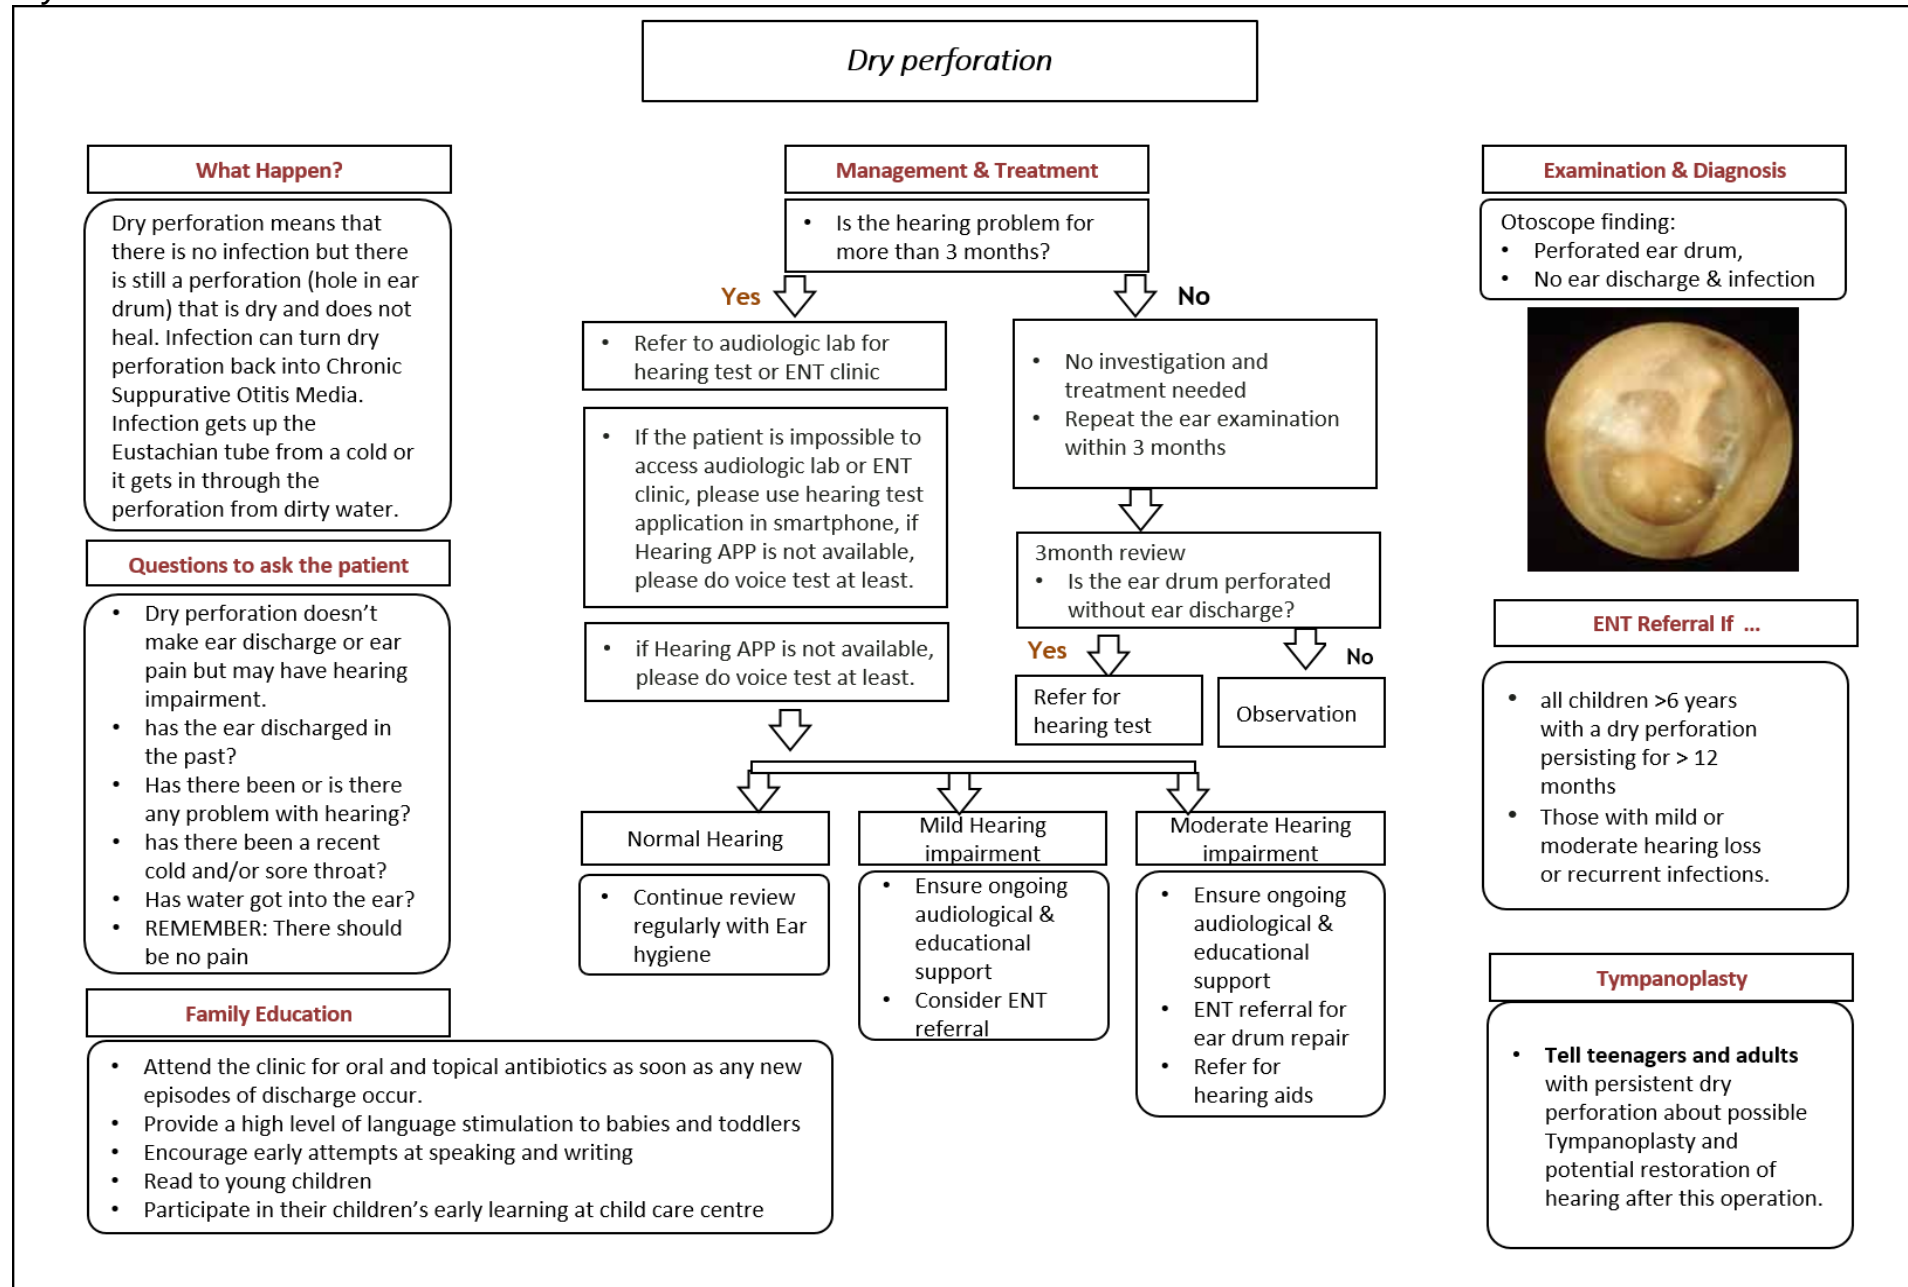 Dry perforation
What Happen?
Dry perforation means that
there is no infection but there
is still a perforation (hole in ear
drum) that is dry and does not
heal. Infection can turn dry
perforation back into Chronic
Suppurative Otitis Media.
Infection gets up the
Eustachian tube from a cold or
it gets in through the
perforation from dirty water.
Questions to ask the patient
• Dry perforation doesn’t
make ear discharge or ear
pain but may have hearing
impairment.
• has the ear discharged in
the past?
• Has there been or is there
any problem with hearing?
• has there been a recent
cold and/or sore throat?
• Has water got into the ear?
• REMEMBER: There should
be no pain
Family Education
• Attend the clinic for oral and topical antibiotics as soon as any new
episodes of discharge occur.
• Provide a high level of language stimulation to babies and toddlers
• Encourage early attempts at speaking and writing
• Read to young children
• Participate in their children’s early learning at child care centre
Management & Treatment
• Is the hearing problem for
more than 3 months?
Yes
No
• Refer to audiologic lab for
hearing test or ENT clinic
• If the patient is impossible to
access audiologic lab or ENT
clinic, please use hearing test
application in smartphone, if
Hearing APP is not available,
please do voice test at least.
• if Hearing APP is not available,
please do voice test at least.
• No investigation and
treatment needed
• Repeat the ear examination
within 3 months
3month review
• Is the ear drum perforated
without ear discharge?
Yes
No
Refer for
hearing test
Observation
Normal Hearing
• Continue review
regularly with Ear
hygiene
Mild Hearing
impairment
• Ensure ongoing
audiological &
educational
support
• Consider ENT
referral
Moderate Hearing
impairment
• Ensure ongoing
audiological &
educational
support
• ENT referral for
ear drum repair
• Refer for
hearing aids
Examination & Diagnosis
Otoscope finding:
• Perforated ear drum,
• No ear discharge & infection
ENT Referral If ...
• all children >6 years
with a dry perforation
persisting for > 12
months
• Those with mild or
moderate hearing loss
or recurrent infections.
Tympanoplasty
• Tell teenagers and adults
with persistent dry
perforation about possible
Tympanoplasty and
potential restoration of
hearing after this operation.